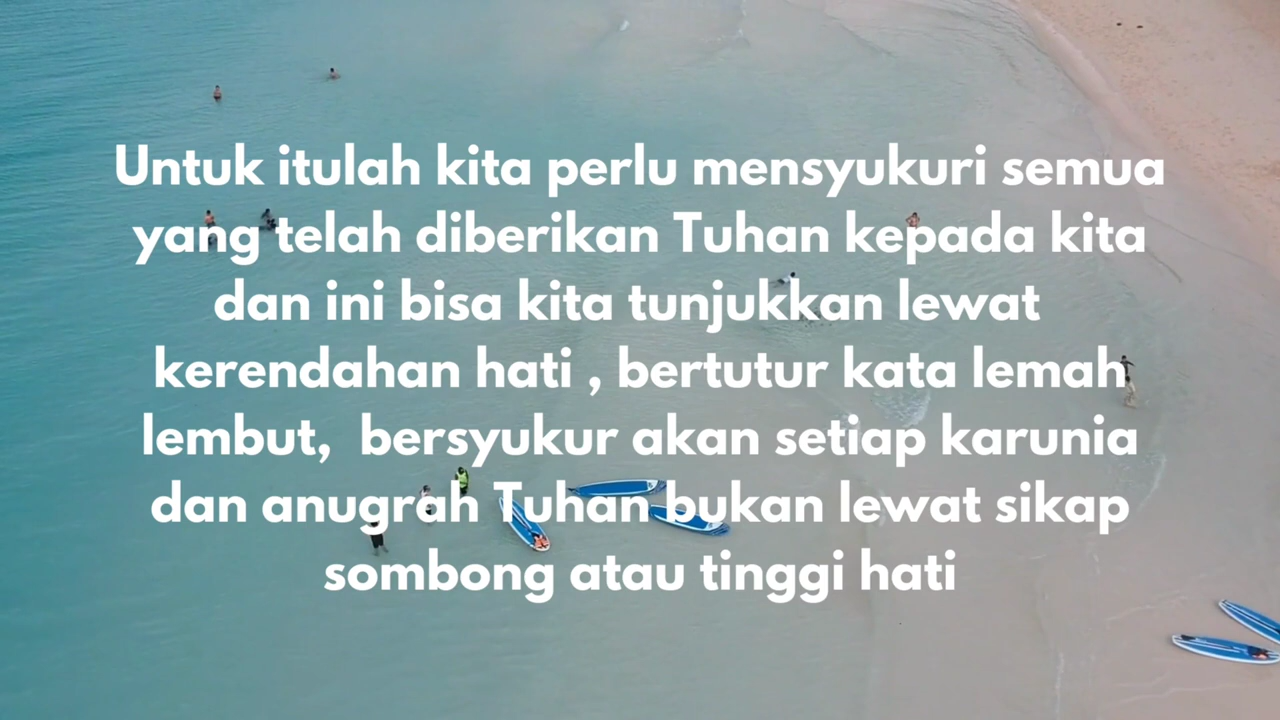 Untuk itulah kita perlu mensyukuri semua
yang telah diberikan Tuhan kepada kita
dan ini bisa kita tunjukkan lewat
kerendahan hati , bertutur kata lemah
lembut,  bersyukur akan setiap karunia
dan anugrah Tuhan bukan lewat sikap
sombong atau tinggi hati